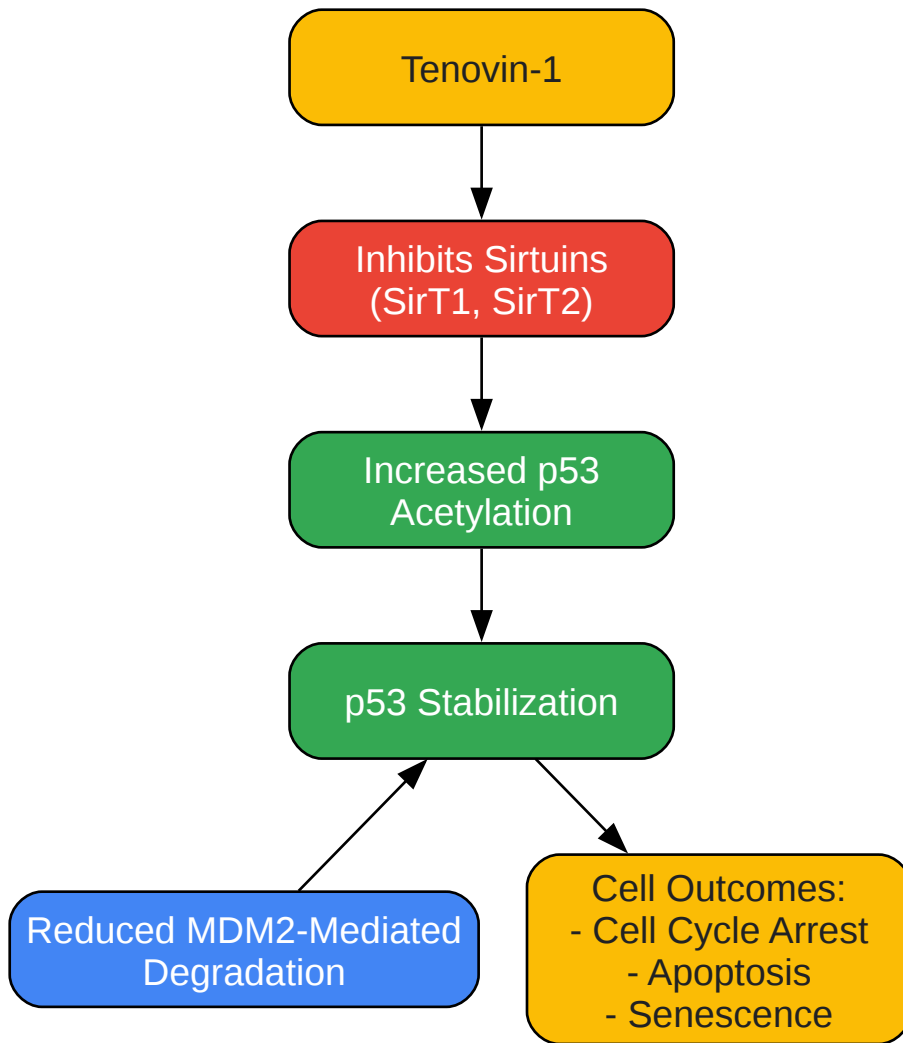 Tenovin-1
Inhibits Sirtuins
(SirT1, SirT2)
Increased p53
Acetylation
p53 Stabilization
Reduced MDM2-Mediated
Degradation
Cell Outcomes:
- Cell Cycle Arrest
- Apoptosis
- Senescence